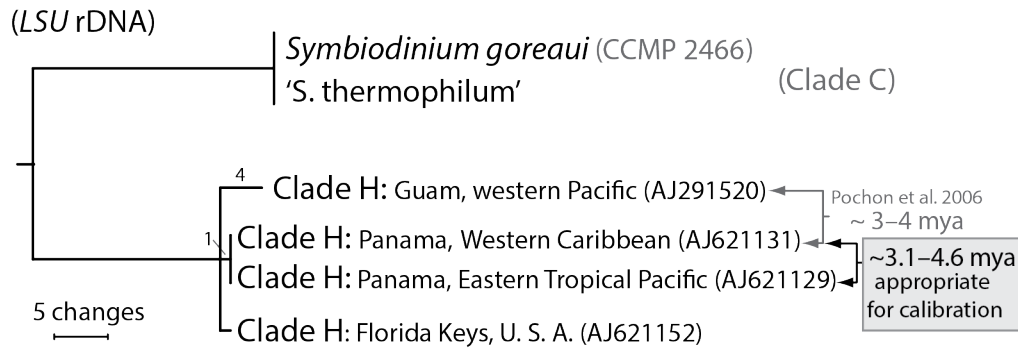 (LSU rDNA)
Symbiodinium goreaui (CCMP 2466)
'S. thermophilum'
(Clade C)
4
Clade H: Guam, western Pacific (AJ291520)
Pochon et al. 2006
~ 3–4 mya
1
Clade H: Panama, Western Caribbean (AJ621131)
Clade H: Panama, Eastern Tropical Pacific (AJ621129)
~3.1–4.6 mya
appropriate
for calibration
5 changes
Clade H: Florida Keys, U. S. A. (AJ621152)